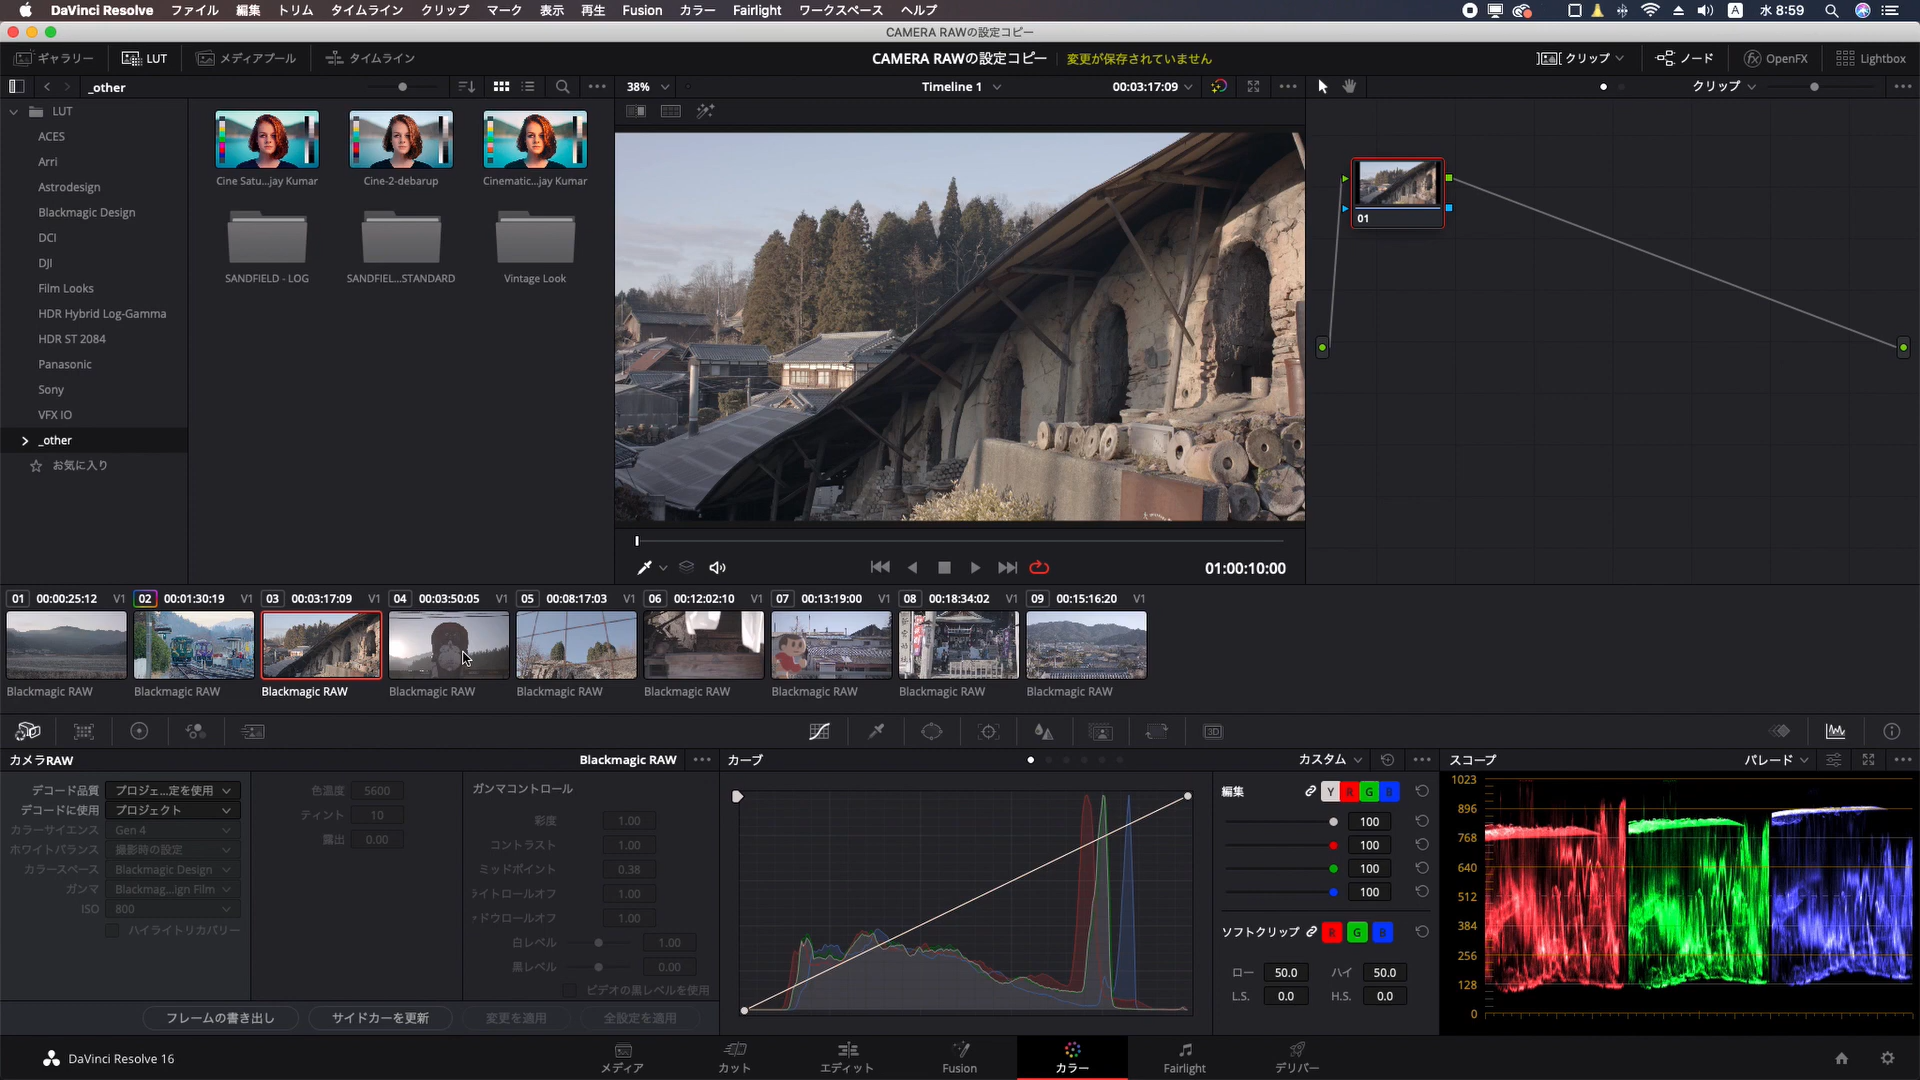 DaVinci Resolve ファイル 編集 トリム タイムライン クリップ マーク 表示 再生 Fusion カラー Fairlight ワークスペース ヘルプ A 水 8:59
CAMERA RAWの設定コピー
ギャラリー LUT メディアプール タイムライン CAMERA RAWの設定コピー 変更が保存されていません クリップ ノード OpenFX Lightbox
_other 38% Timeline 1 00:03:17:09 クリップ
LUT
ACES
Arri
Astrodesign
Blackmagic Design
DCI
DJI
Film Looks
HDR Hybrid Log-Gamma
HDR ST 2084
Panasonic
Sony
VFX IO
_other
お気に入り
Cine Satu...jay Kumar Cine-2-debarup Cinematic...jay Kumar
SANDFIELD - LOG SANDFIEL...STANDARD Vintage Look
01
01:00:10:00
01 00:00:25:12 V1 02 00:01:30:19 V1 03 00:03:17:09 V1 04 00:03:50:05 V1 05 00:08:17:03 V1 06 00:12:02:10 V1 07 00:13:19:00 V1 08 00:18:34:02 V1 09 00:15:16:20 V1
Blackmagic RAW Blackmagic RAW Blackmagic RAW Blackmagic RAW Blackmagic RAW Blackmagic RAW Blackmagic RAW Blackmagic RAW Blackmagic RAW
3D
カメラRAW Blackmagic RAW
デコード品質 プロジェ...定を使用
デコードに使用 プロジェクト
カラーサイエンス Gen 4
ホワイトバランス 撮影時の設定
カラースペース Blackmagic Design
ガンマ Blackmag...ign Film
ISO 800
ハイライトリカバリー
色温度 5600
ティント 10
露出 0.00
ガンマコントロール
彩度 1.00
コントラスト 1.00
ミッドポイント 0.38
ライトロールオフ 1.00
ドウロールオフ 1.00
白レベル 1.00
黒レベル 0.00
ビデオの黒レベルを使用
フレームの書き出し サイドカーを更新 変更を適用 全設定を適用
カーブ カスタム
編集 Y R G B
100
100
100
100
ソフトクリップ R G B
ロー 50.0 ハイ 50.0
L.S. 0.0 H.S. 0.0
スコープ パレード
1023
896
768
640
512
384
256
128
0
DaVinci Resolve 16 メディア カット エディット Fusion カラー Fairlight デリバー